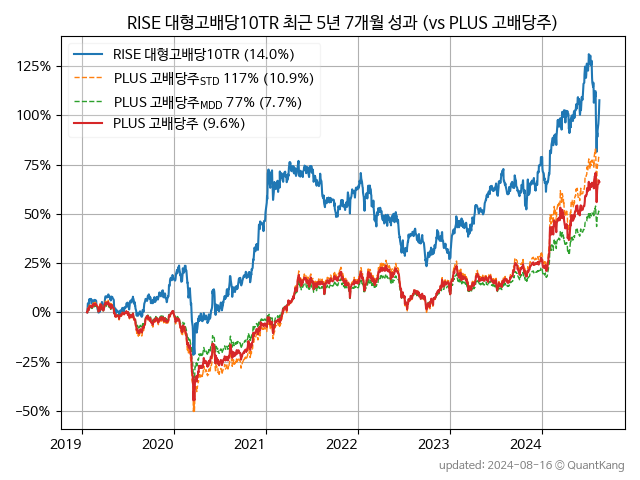 RISE 대형고배당10TR 최근 5년 7개월 성과 (vs PLUS 고배당주)
RISE 대형고배당10TR (14.0%)
PLUS 고배당주STD 117% (10.9%)
PLUS 고배당주MDD 77% (7.7%)
PLUS 고배당주 (9.6%)
125%
100%
75%
50%
25%
0%
−25%
−50%
2019 2020 2021 2022 2023 2024
updated: 2024-08-16 © QuantKang